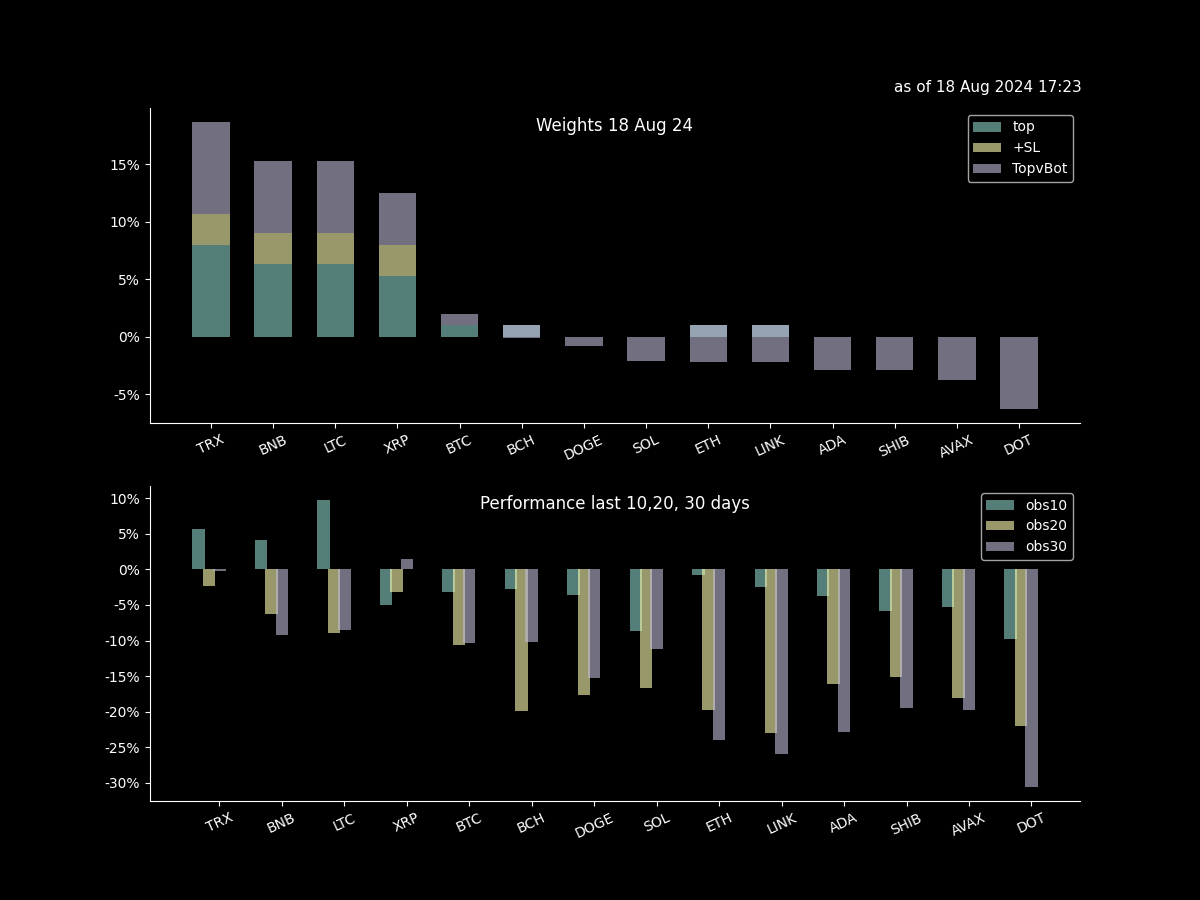 as of 18 Aug 2024 17:23
Weights 18 Aug 24
top
+SL
TopvBot
15%
10%
5%
0%
-5%
TRX BNB LTC XRP BTC BCH DOGE SOL ETH LINK ADA SHIB AVAX DOT
Performance last 10,20, 30 days
obs10
obs20
obs30
10%
5%
0%
-5%
-10%
-15%
-20%
-25%
-30%
TRX BNB LTC XRP BTC BCH DOGE SOL ETH LINK ADA SHIB AVAX DOT